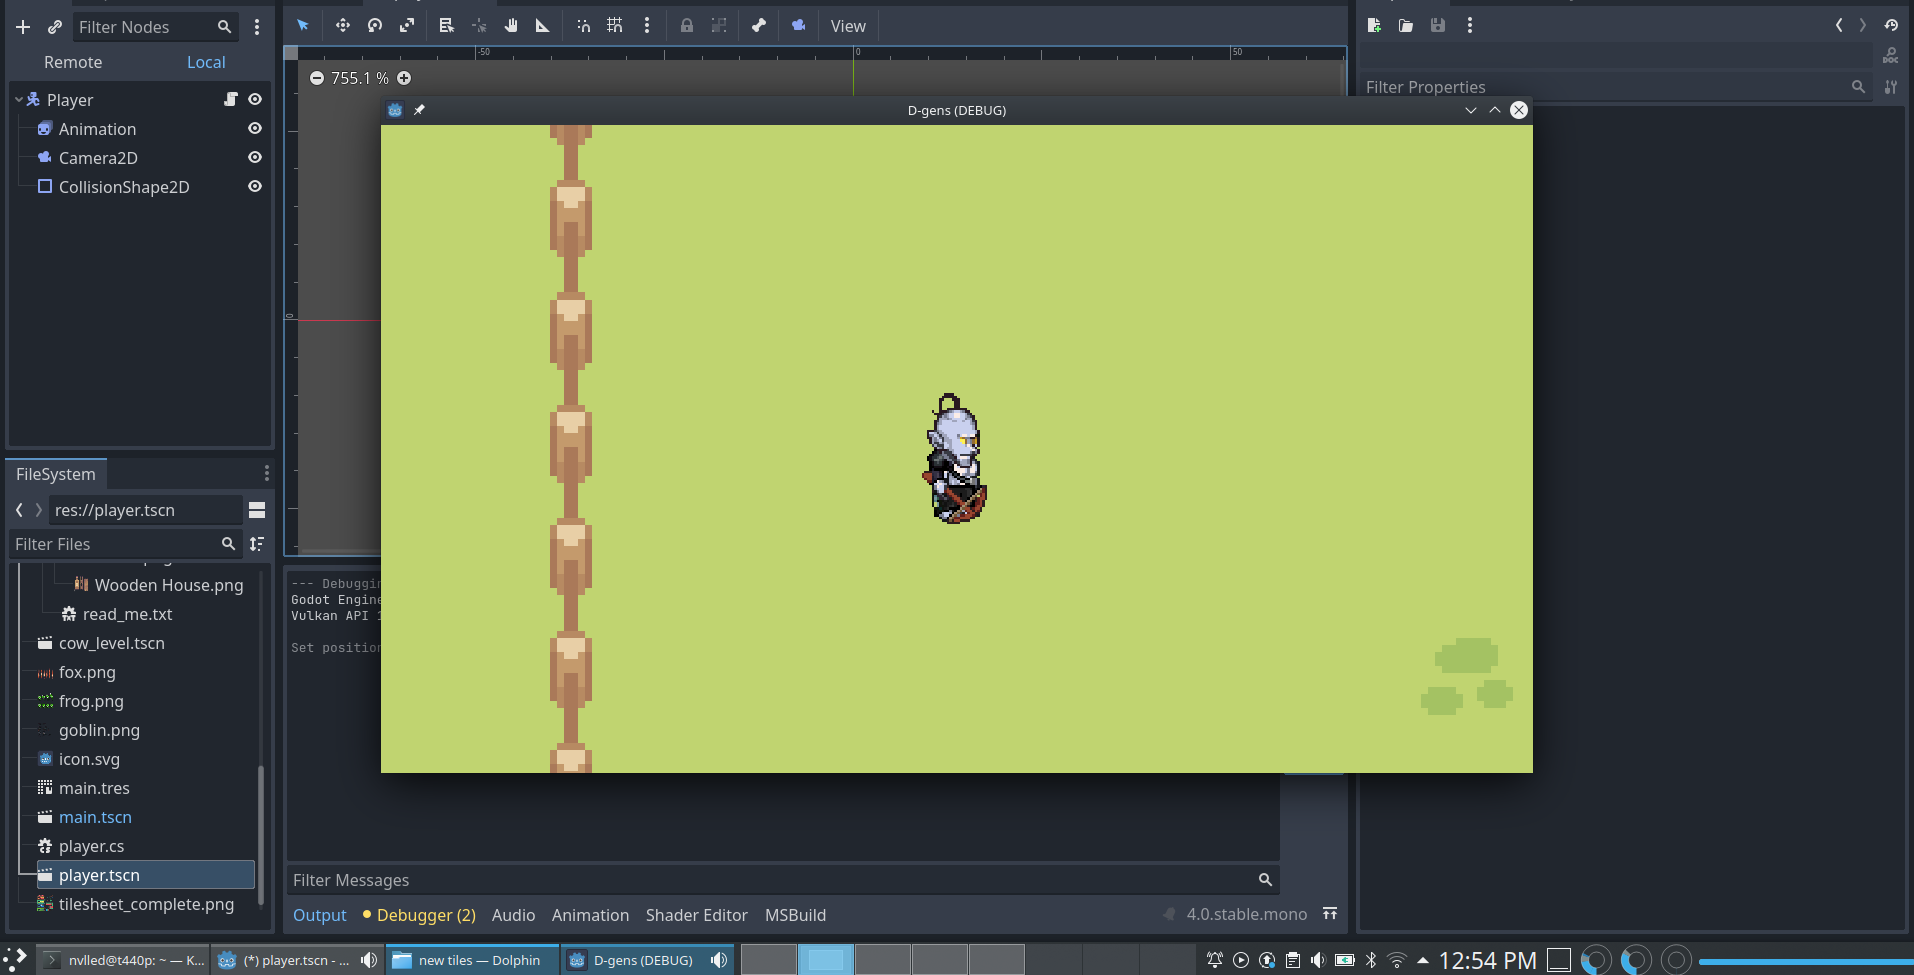 Filter Nodes
Remote Local
Player
Animation
Camera2D
CollisionShape2D
FileSystem
res://player.tscn
Filter Files
Wooden House.png
read_me.txt
cow_level.tscn
fox.png
frog.png
goblin.png
icon.svg
main.tres
main.tscn
player.cs
player.tscn
tilesheet_complete.png
View
-50 0 50
755.1 %
0
D-gens (DEBUG)
--- Debuggin
Godot Engine
Vulkan API
Set position
Filter Messages
Output Debugger (2) Audio Animation Shader Editor MSBuild
4.0.stable.mono
DOC
Filter Properties
nvlled@t440p: ~ — K...
(*) player.tscn - ...
new tiles — Dolphin
D-gens (DEBUG)
12:54 PM